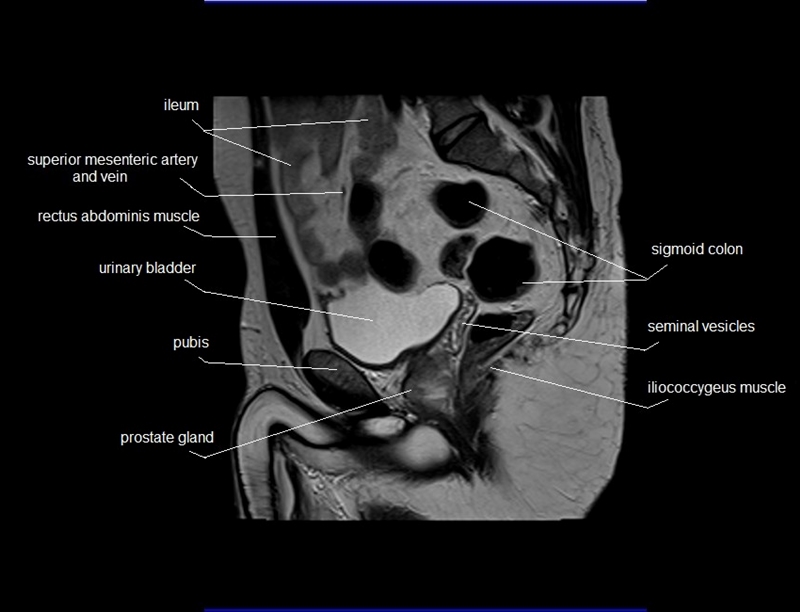 ileum
superior mesenteric artery
and vein
rectus abdominis muscle
urinary bladder
pubis
prostate gland
sigmoid colon
seminal vesicles
iliococcygeus muscle